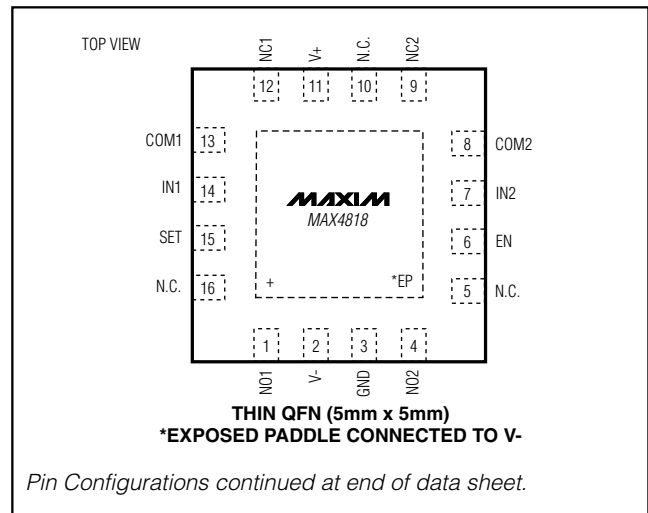 TOP VIEW
NC1 V+ N.C. NC2
12 11 10 9
COM1 13 8 COM2
IN1 14 7 IN2
MAXIM
MAX4818
SET 15 6 EN
N.C. 16 5 N.C.
+ *EP
1 2 3 4
NO1 V- GND NO2
THIN QFN (5mm x 5mm)
*EXPOSED PADDLE CONNECTED TO V-
Pin Configurations continued at end of data sheet.